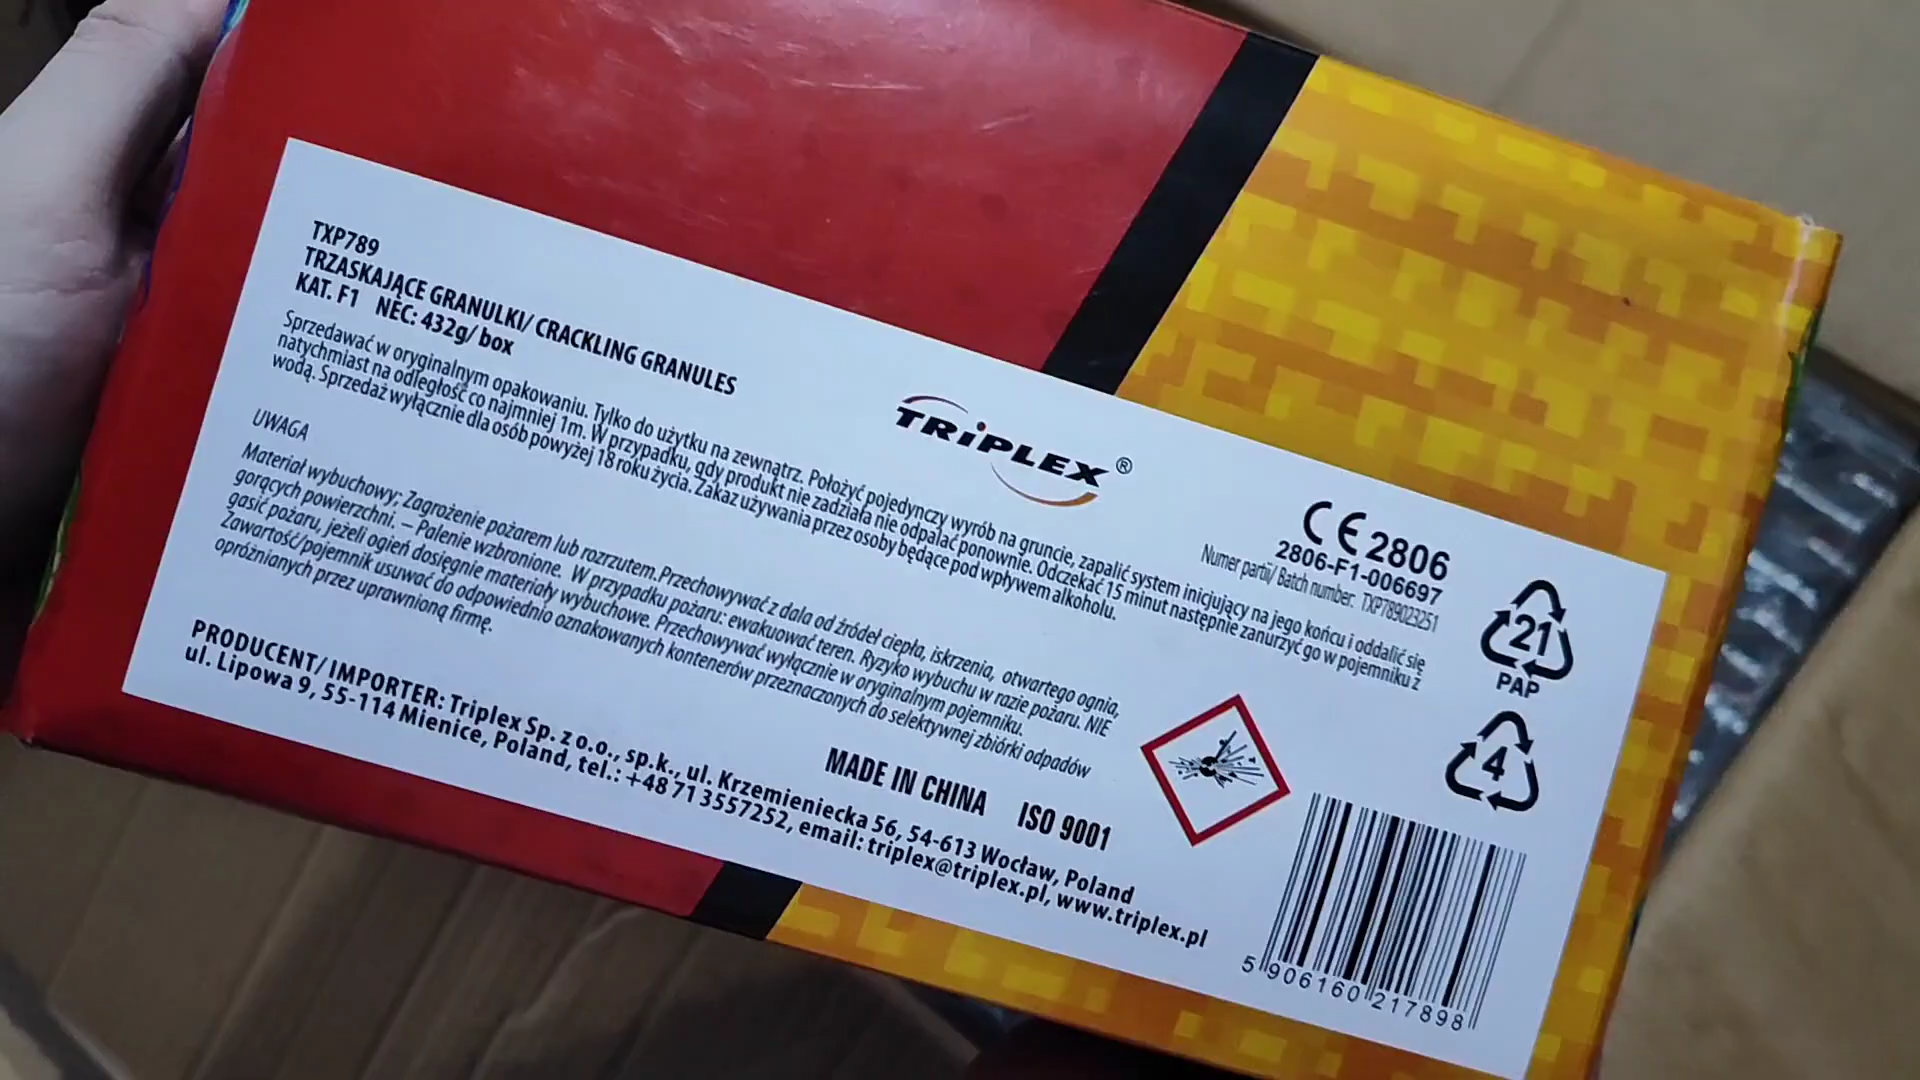 TXP789
TRZASKAJĄCE GRANULKI/ CRACKLING GRANULES
KAT. F1 NEC: 432g/ box
Sprzedawać w oryginalnym opakowaniu. Tylko do użytku na zewnątrz. Położyć pojedynczy wyrób na gruncie, zapalić system inicjujący na jego końcu i oddalić się
natychmiast na odległość co najmniej 1m. W przypadku, gdy produkt nie zadziała nie odpalać ponownie. Odczekać 15 minut następnie zanurzyć go w pojemniku z
wodą. Sprzedaż wyłącznie dla osób powyżej 18 roku życia. Zakaz używania przez osoby będące pod wpływem alkoholu.
UWAGA
Materiał wybuchowy; Zagrożenie pożarem lub rozrzutem.Przechowywać z dala od źródeł ciepła, iskrzenia, otwartego ognia,
gorących powierzchni. – Palenie wzbronione. W przypadku pożaru: ewakuować teren. Ryzyko wybuchu w razie pożaru. NIE
gasić pożaru, jeżeli ogień dosięgnie materiały wybuchowe. Przechowywać wyłącznie w oryginalnym pojemniku.
Zawartość/pojemnik usuwać do odpowiednio oznakowanych kontenerów przeznaczonych do selektywnej zbiórki odpadów
opróżnianych przez uprawnioną firmę.
PRODUCENT/ IMPORTER: Triplex Sp. z o.o., sp.k., ul. Krzemieniecka 56, 54-613 Wocław, Poland
ul. Lipowa 9, 55-114 Mienice, Poland, tel.: +48 71 3557252, email: triplex@triplex.pl, www.triplex.pl
MADE IN CHINA ISO 9001
TRIPLEX ®
CE 2806
2806-F1-006697
Numer partii/ Batch number: TXP789023251
21
PAP
4
5 906160 217898